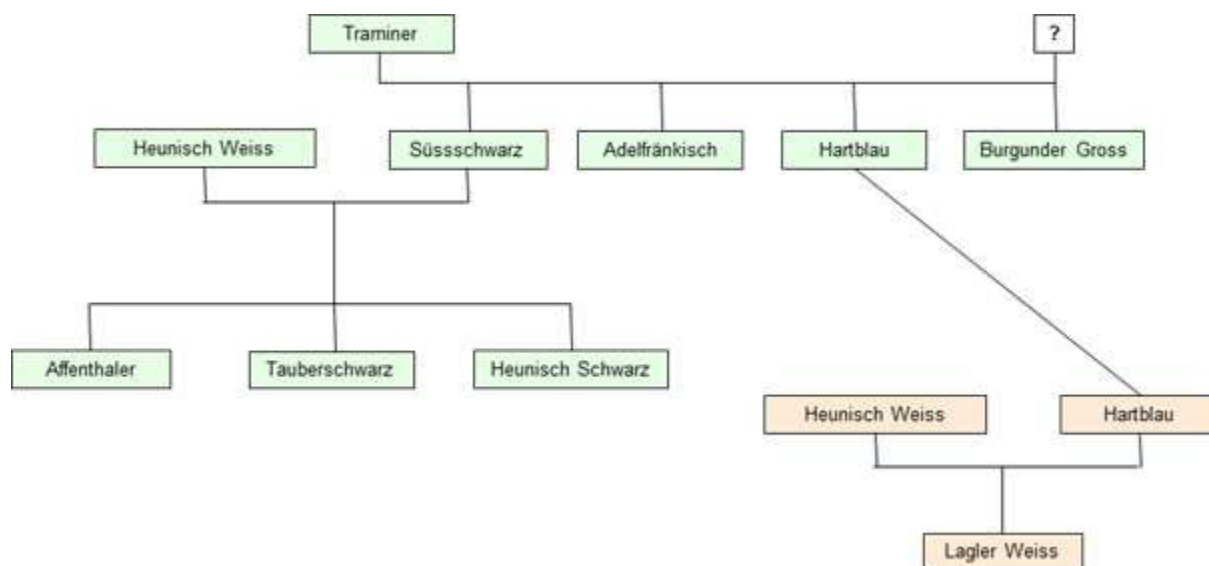 Traminer
?
Heunisch Weiss
Süssschwarz
Adelfränkisch
Hartblau
Burgunder Gross
Affenthaler
Tauberschwarz
Heunisch Schwarz
Heunisch Weiss
Hartblau
Lagler Weiss